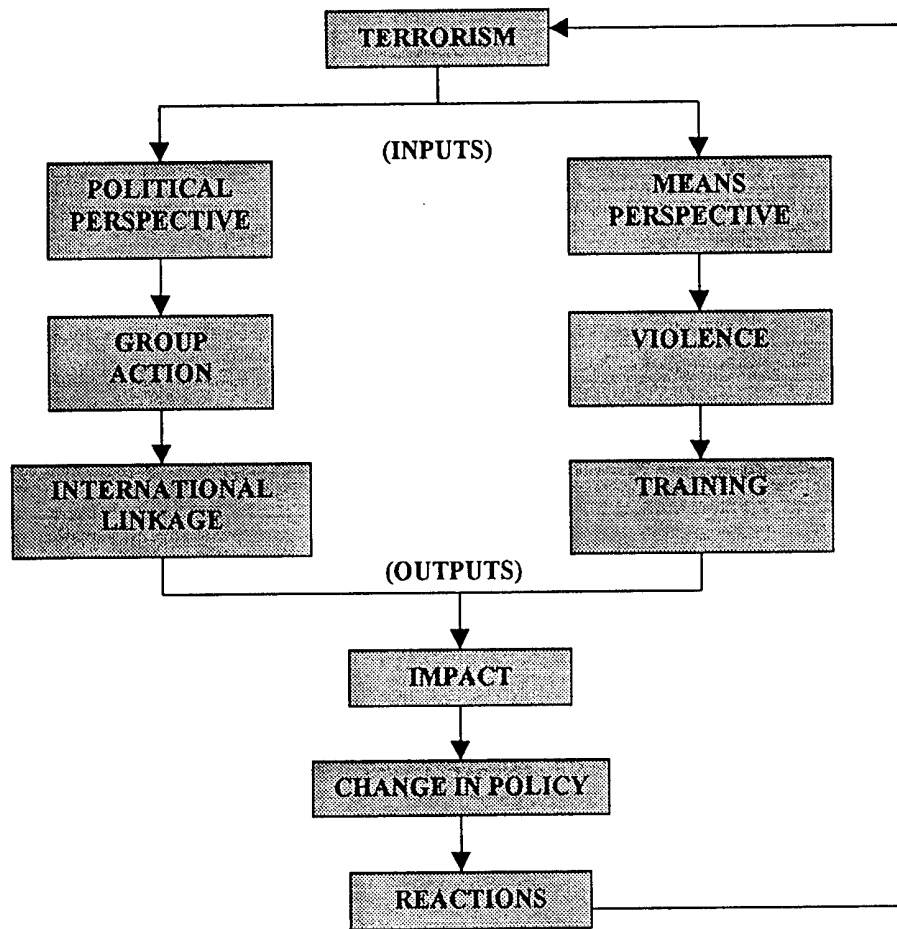 TERRORISM
(INPUTS)
POLITICAL
PERSPECTIVE
MEANS
PERSPECTIVE
GROUP
ACTION
VIOLENCE
INTERNATIONAL
LINKAGE
TRAINING
(OUTPUTS)
IMPACT
CHANGE IN POLICY
REACTIONS